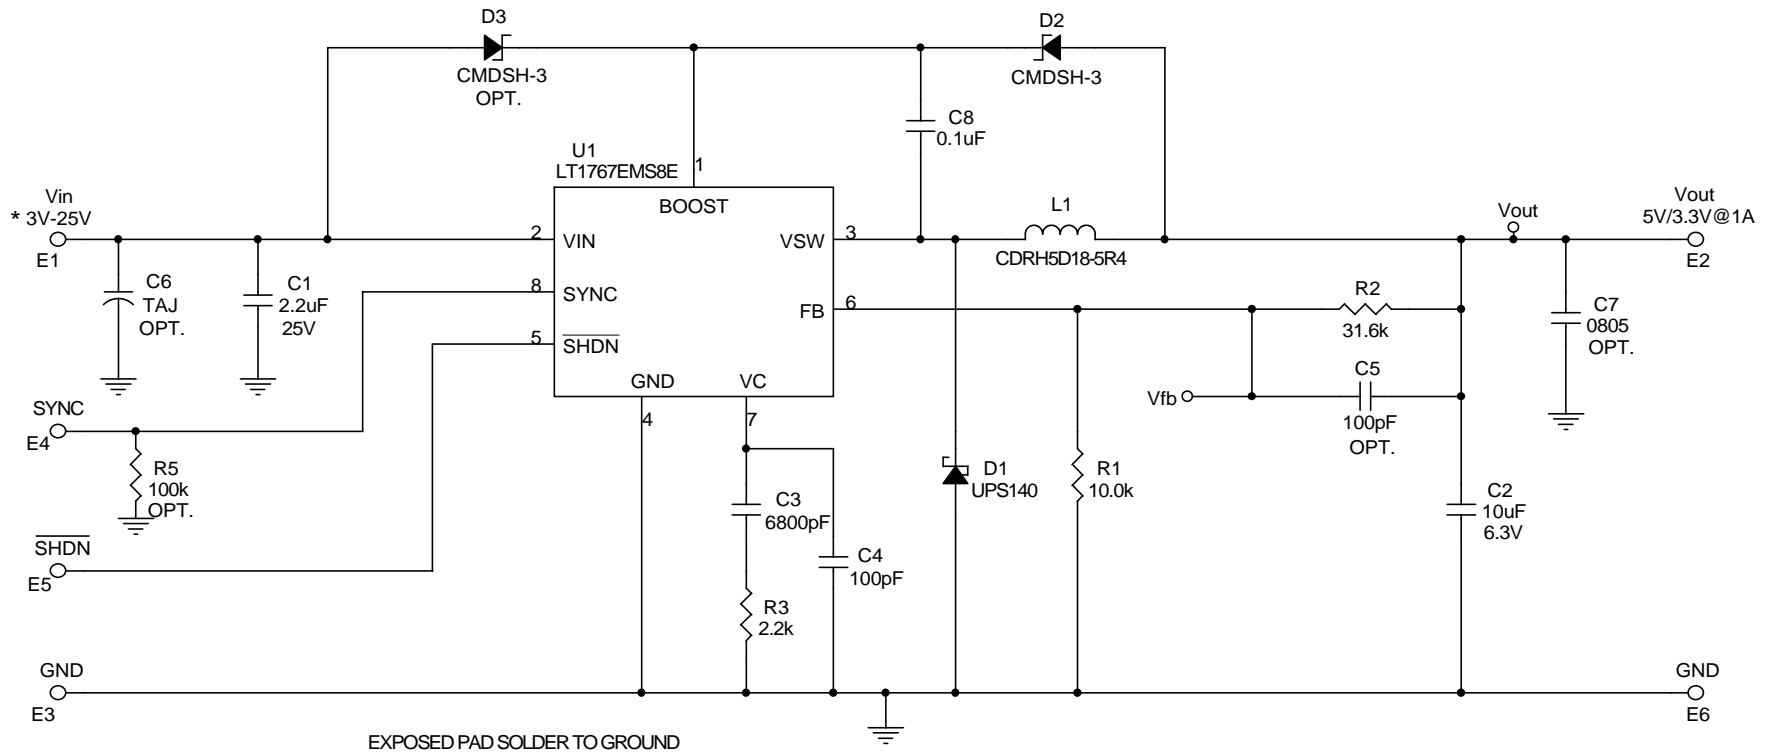 D3
CMDSH-3
OPT.
D2
CMDSH-3
C8
0.1uF
U1
LT1767EMS8E
1
BOOST
Vin
* 3V-25V
E1
2
VIN
VSW
3
L1
CDRH5D18-5R4
Vout
Vout
5V/3.3V@1A
E2
C6
TAJ
OPT.
C1
2.2uF
25V
8
SYNC
5
SHDN
FB
6
R2
31.6k
C7
0805
OPT.
GND
VC
4
7
Vfb
C5
100pF
OPT.
SYNC
E4
R5
100k
OPT.
C3
6800pF
D1
UPS140
R1
10.0k
C2
10uF
6.3V
SHDN
E5
C4
100pF
R3
2.2k
GND
E3
GND
E6
EXPOSED PAD SOLDER TO GROUND